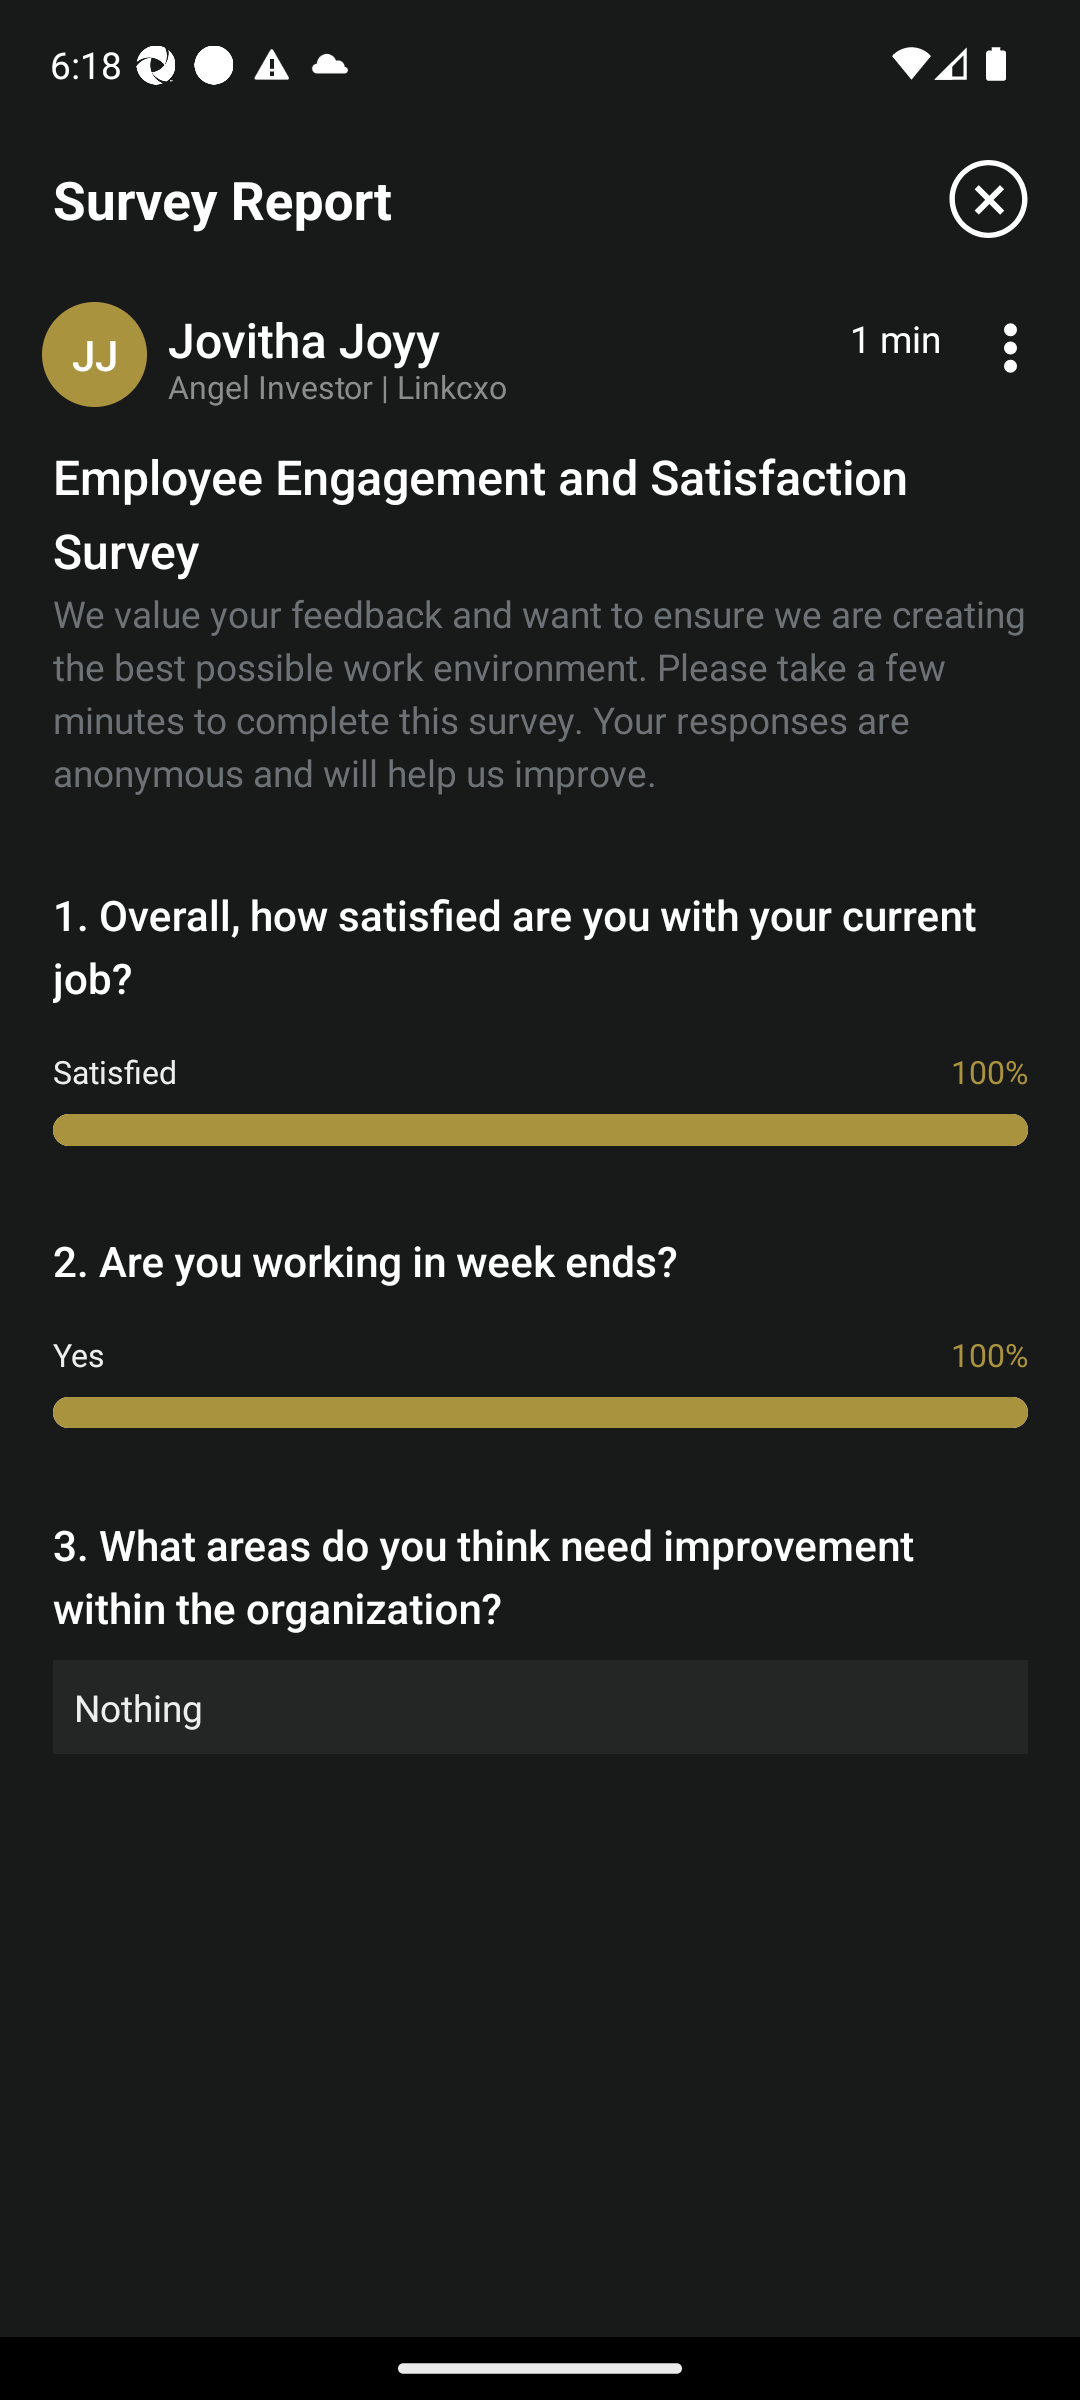 6:18
Survey Report
JJ
Jovitha Joyy
1 min
Angel Investor | Linkcxo
Employee Engagement and Satisfaction
Survey
We value your feedback and want to ensure we are creating
the best possible work environment. Please take a few
minutes to complete this survey. Your responses are
anonymous and will help us improve.
1. Overall, how satisfied are you with your current
job?
Satisfied 100%
2. Are you working in week ends?
Yes 100%
3. What areas do you think need improvement
within the organization?
Nothing